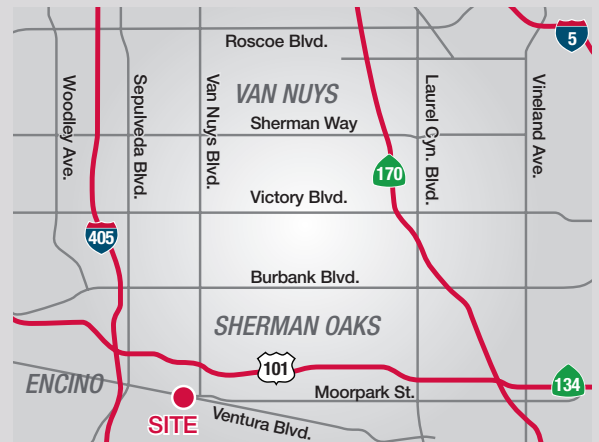 Roscoe Blvd.
5
Woodley Ave.
Sepulveda Blvd.
Van Nuys Blvd.
VAN NUYS
Laurel Cyn. Blvd.
Vineland Ave.
Sherman Way
170
Victory Blvd.
405
Burbank Blvd.
SHERMAN OAKS
101
ENCINO
Moorpark St.
134
SITE
Ventura Blvd.